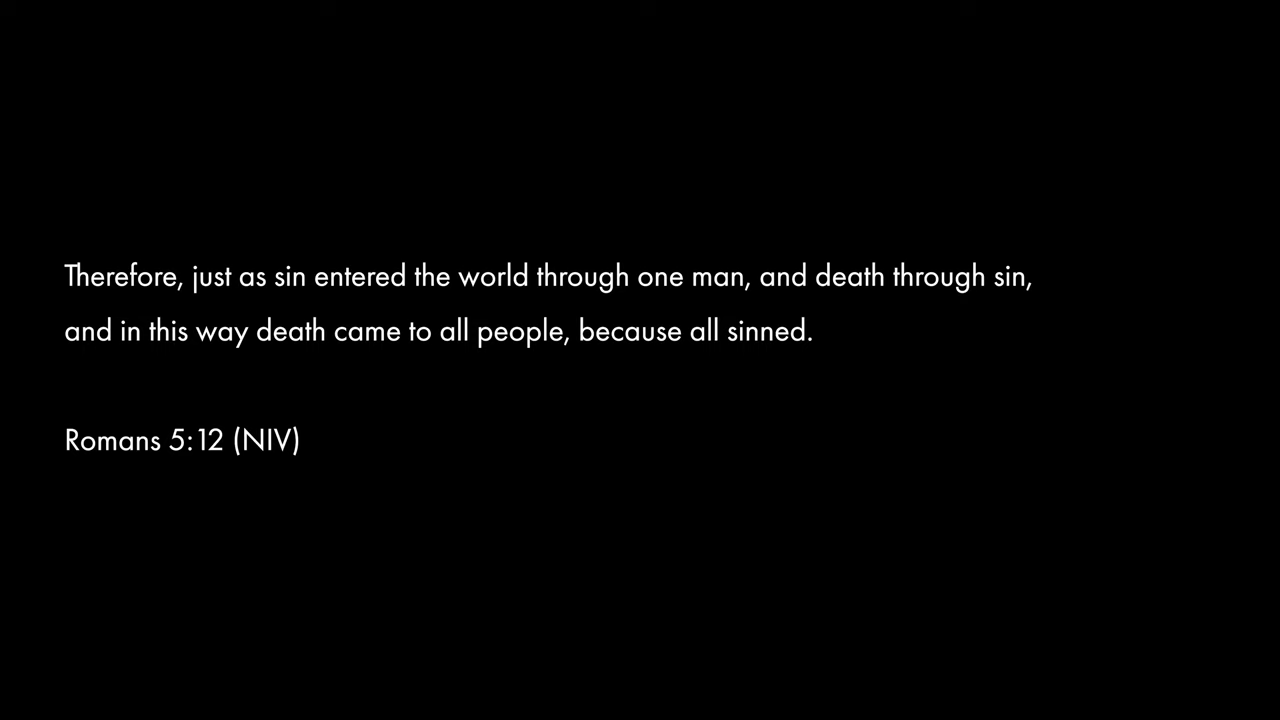 Therefore, just as sin entered the world through one man, and death through sin,
and in this way death came to all people, because all sinned.
Romans 5:12 (NIV)